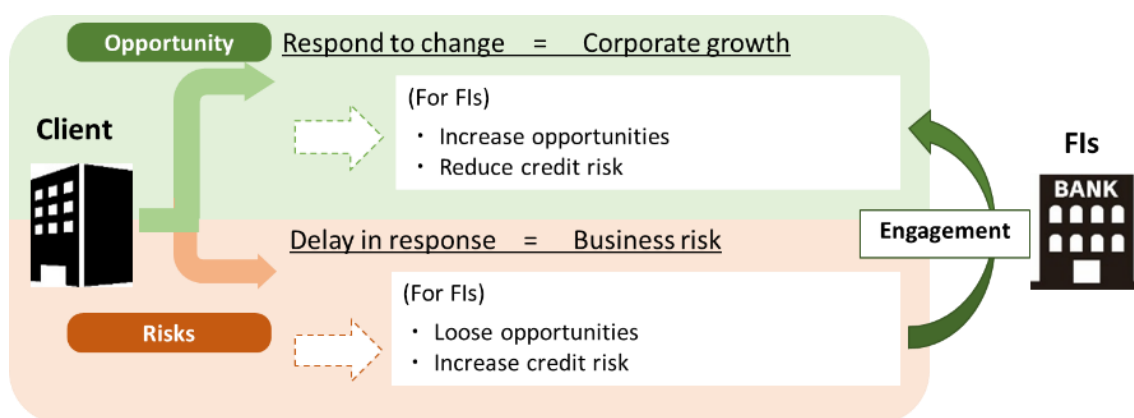 Opportunity
Respond to change = Corporate growth
(For FIs)
・ Increase opportunities
・ Reduce credit risk
Client
FIs
BANK
Engagement
Delay in response = Business risk
(For FIs)
・ Loose opportunities
・ Increase credit risk
Risks